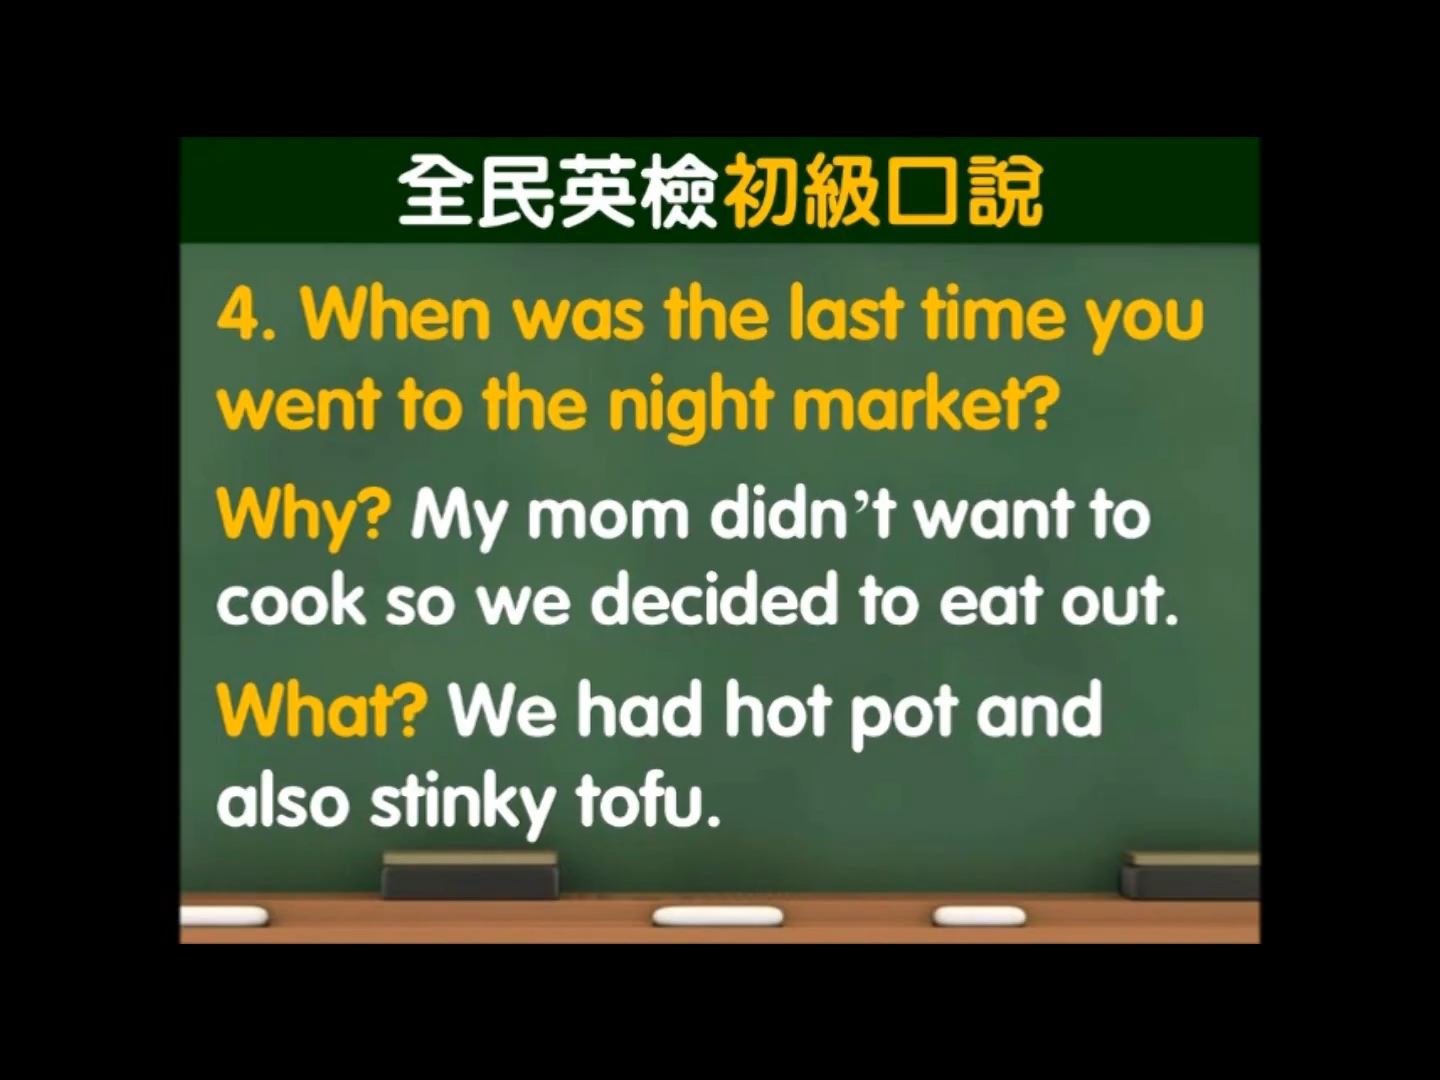 全民英檢初級口說
4. When was the last time you
went to the night market?
Why? My mom didn’t want to
cook so we decided to eat out.
What? We had hot pot and
also stinky tofu.